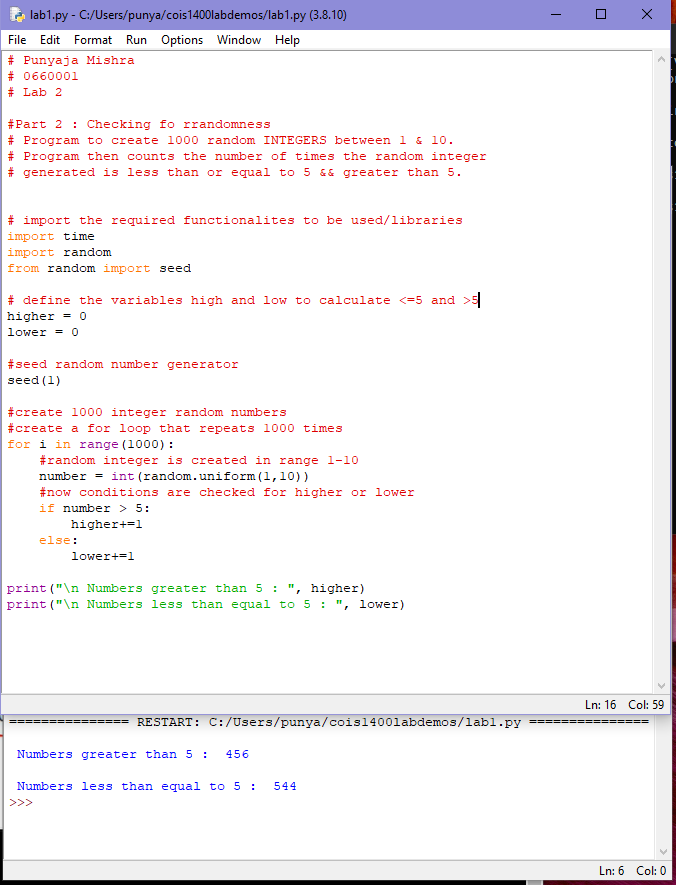 lab1.py - C:/Users/punya/cois1400labdemos/lab1.py (3.8.10)
File Edit Format Run Options Window Help
# Punyaja Mishra
# 0660001
# Lab 2
#Part 2 : Checking fo rrandomness
# Program to create 1000 random INTEGERS between 1 & 10.
# Program then counts the number of times the random integer
# generated is less than or equal to 5 && greater than 5.
# import the required functionalites to be used/libraries
import time
import random
from random import seed
# define the variables high and low to calculate <=5 and >5
higher = 0
lower = 0
#seed random number generator
seed(1)
#create 1000 integer random numbers
#create a for loop that repeats 1000 times
for i in range(1000):
    #random integer is created in range 1-10
    number = int(random.uniform(1,10))
    #now conditions are checked for higher or lower
    if number > 5:
        higher+=1
    else:
        lower+=1
print("\n Numbers greater than 5 : ", higher)
print("\n Numbers less than equal to 5 : ", lower)
Ln: 16 Col: 59
=============== RESTART: C:/Users/punya/cois1400labdemos/lab1.py ===============
Numbers greater than 5 :  456
Numbers less than equal to 5 :  544
>>>
Ln: 6 Col: 0